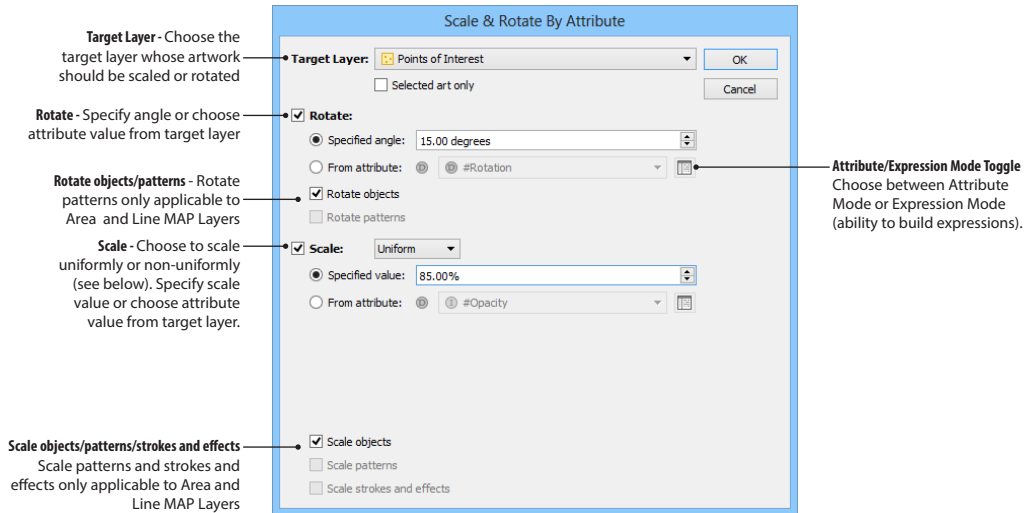 Scale & Rotate By Attribute
Target Layer - Choose the
target layer whose artwork
should be scaled or rotated
Target Layer: Points of Interest
OK
Selected art only
Cancel
Rotate - Specify angle or choose
attribute value from target layer
Rotate:
Specified angle: 15.00 degrees
From attribute: D D #Rotation
Attribute/Expression Mode Toggle
Choose between Attribute
Mode or Expression Mode
(ability to build expressions).
Rotate objects/patterns - Rotate
patterns only applicable to
Area and Line MAP Layers
Rotate objects
Rotate patterns
Scale - Choose to scale
uniformly or non-uniformly
(see below). Specify scale
value or choose attribute
value from target layer.
Scale: Uniform
Specified value: 85.00%
From attribute: D I #Opacity
Scale objects/patterns/strokes and effects
Scale patterns and strokes and
effects only applicable to Area and
Line MAP Layers
Scale objects
Scale patterns
Scale strokes and effects